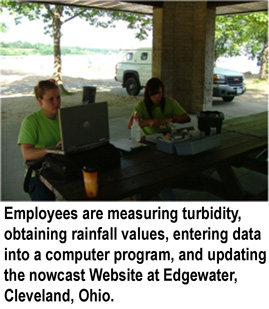 Employees are measuring turbidity,
obtaining rainfall values, entering data
into a computer program, and updating
the nowcast Website at Edgewater,
Cleveland, Ohio.